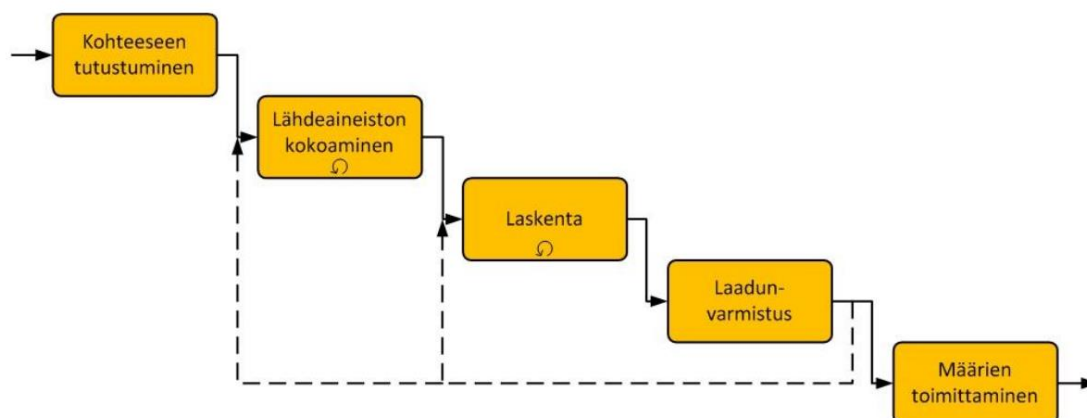 Kohteeseen
tutustuminen
Lähdeaineiston
kokoaminen
Laskenta
Laadun-
varmistus
Määrien
toimittaminen